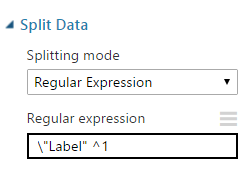 Split Data
Splitting mode
Regular Expression
Regular expression
\"Label" ^1